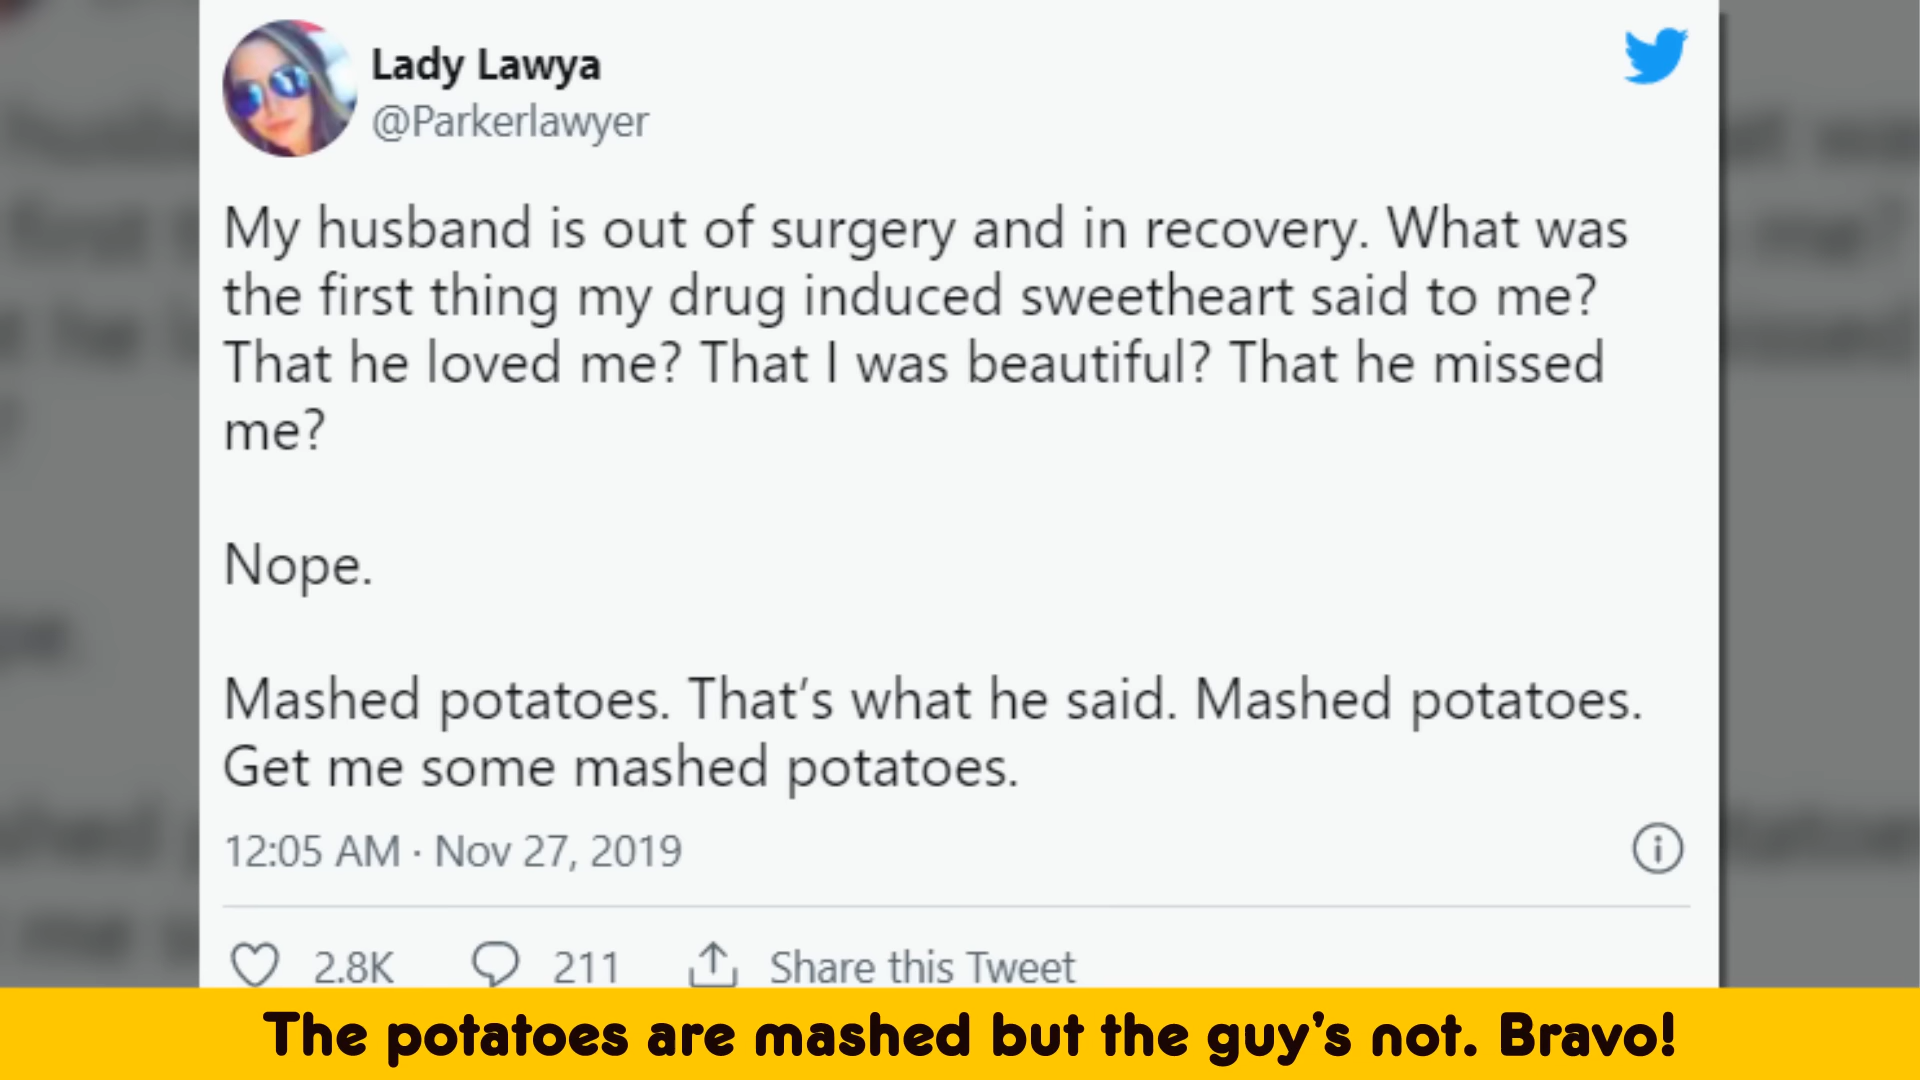 Lady Lawya
@Parkerlawyer
My husband is out of surgery and in recovery. What was
the first thing my drug induced sweetheart said to me?
That he loved me? That I was beautiful? That he missed
me?
Nope.
Mashed potatoes. That's what he said. Mashed potatoes.
Get me some mashed potatoes.
12:05 AM · Nov 27, 2019
2.8K 211 Share this Tweet
The potatoes are mashed but the guy's not. Bravo!